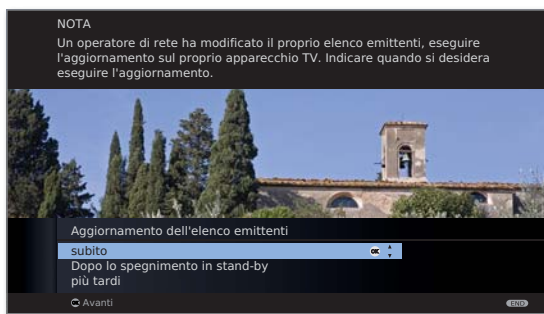 NOTA
Un operatore di rete ha modificato il proprio elenco emittenti, eseguire
l'aggiornamento sul proprio apparecchio TV. Indicare quando si desidera
eseguire l'aggiornamento.
Aggiornamento dell'elenco emittenti
subito OK
Dopo lo spegnimento in stand-by
più tardi
OK Avanti END